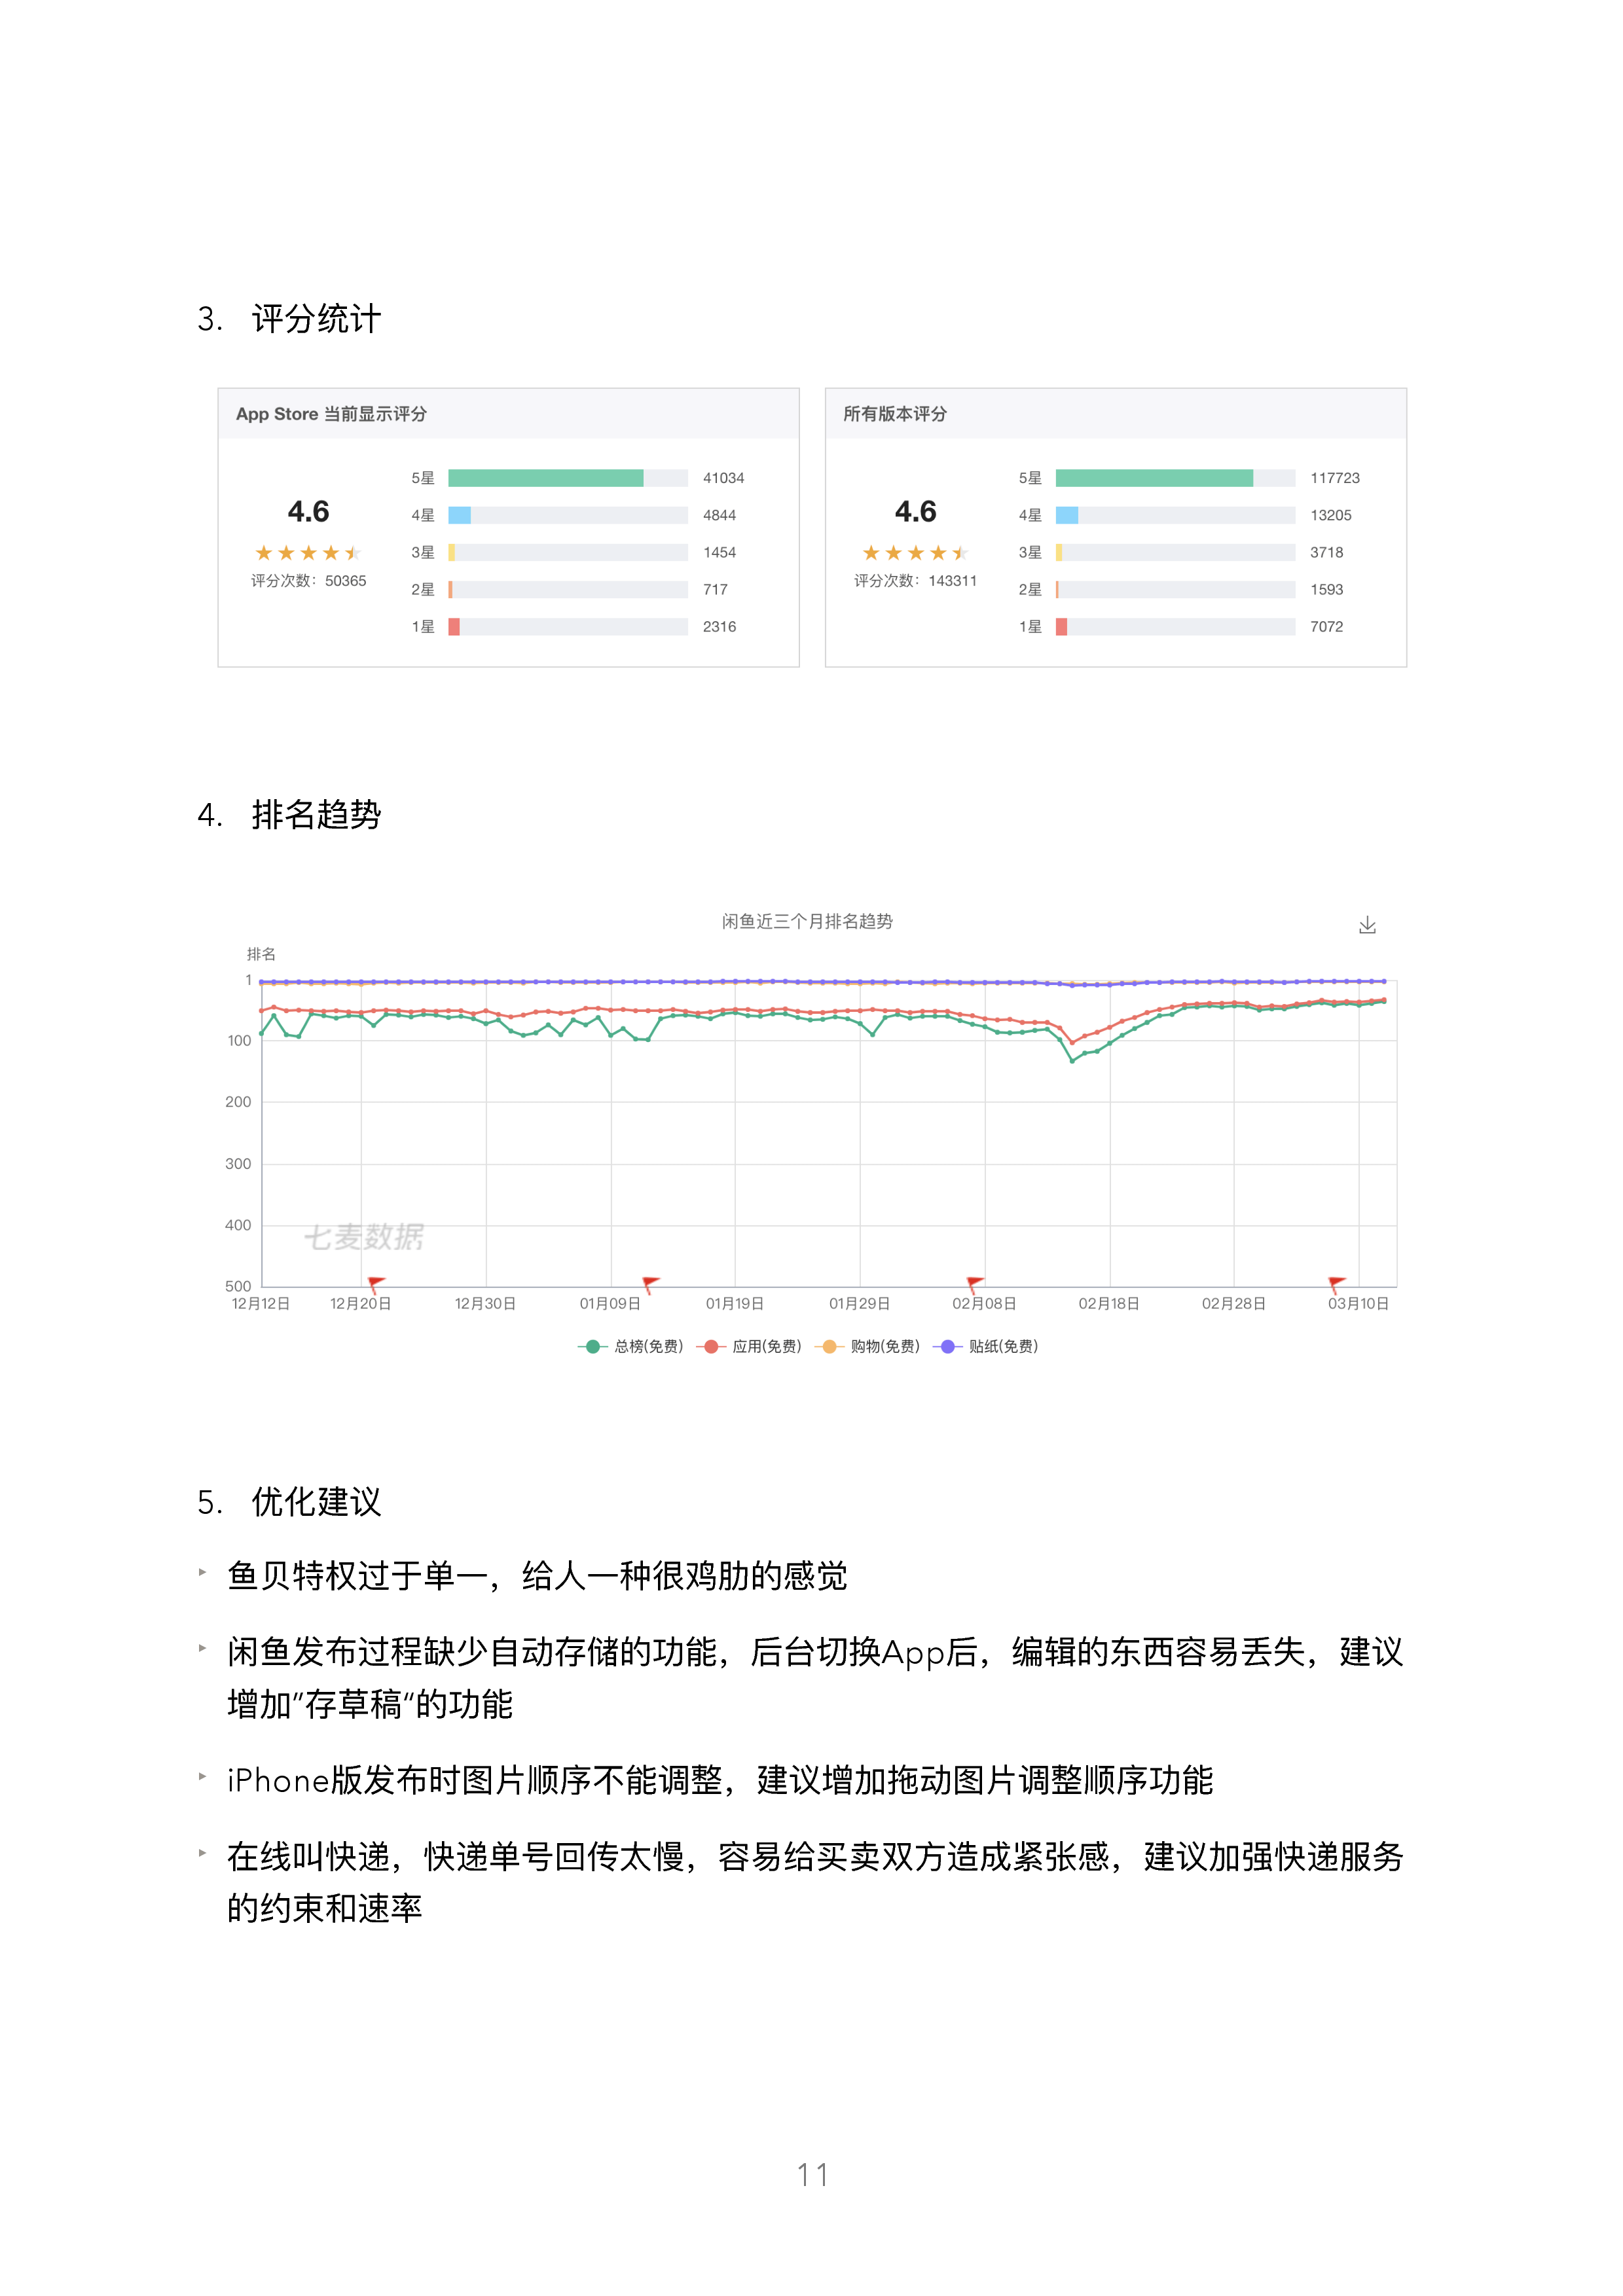 3. 评分统计
App Store 当前显示评分
4.6
评分次数：50365
5星 41034
4星 4844
3星 1454
2星 717
1星 2316
所有版本评分
4.6
评分次数：143311
5星 117723
4星 13205
3星 3718
2星 1593
1星 7072
4. 排名趋势
闲鱼近三个月排名趋势
排名
1
100
200
300
400
500
七麦数据
12月12日 12月20日 12月30日 01月09日 01月19日 01月29日 02月08日 02月18日 02月28日 03月10日
总榜(免费) 应用(免费) 购物(免费) 贴纸(免费)
5. 优化建议
‣ 鱼贝特权过于单一，给人一种很鸡肋的感觉
‣ 闲鱼发布过程缺少自动存储的功能，后台切换App后，编辑的东西容易丢失，建议
增加”存草稿“的功能
‣ iPhone版发布时图片顺序不能调整，建议增加拖动图片调整顺序功能
‣ 在线叫快递，快递单号回传太慢，容易给买卖双方造成紧张感，建议加强快递服务
的约束和速率
11